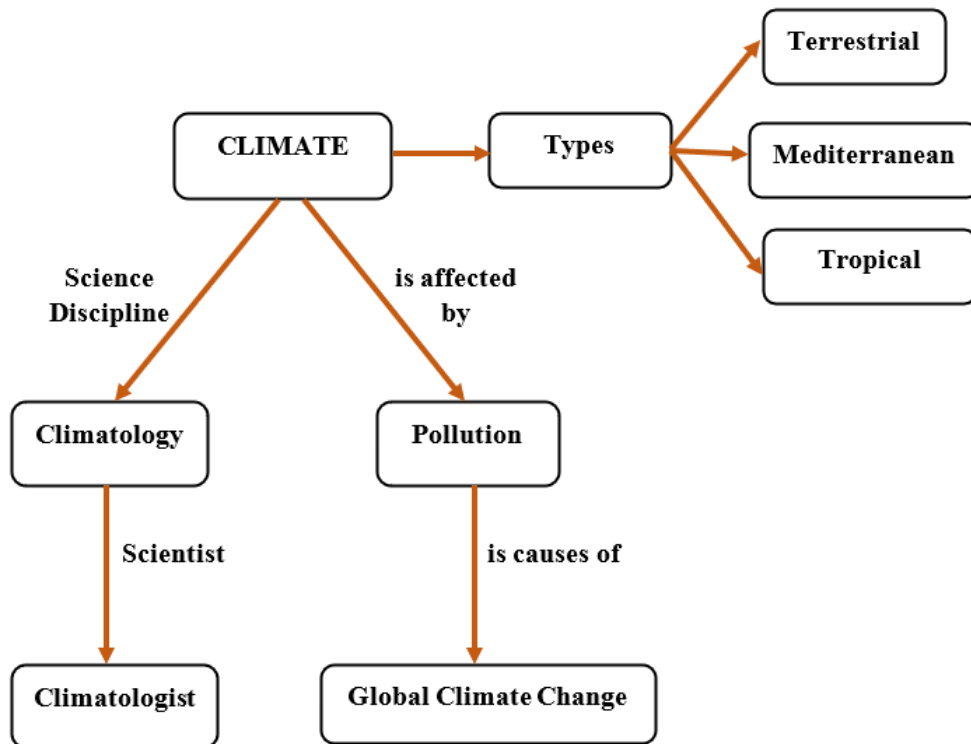 Terrestrial
CLIMATE
Types
Mediterranean
Tropical
Science
Discipline
is affected
by
Climatology
Pollution
Scientist
is causes of
Climatologist
Global Climate Change